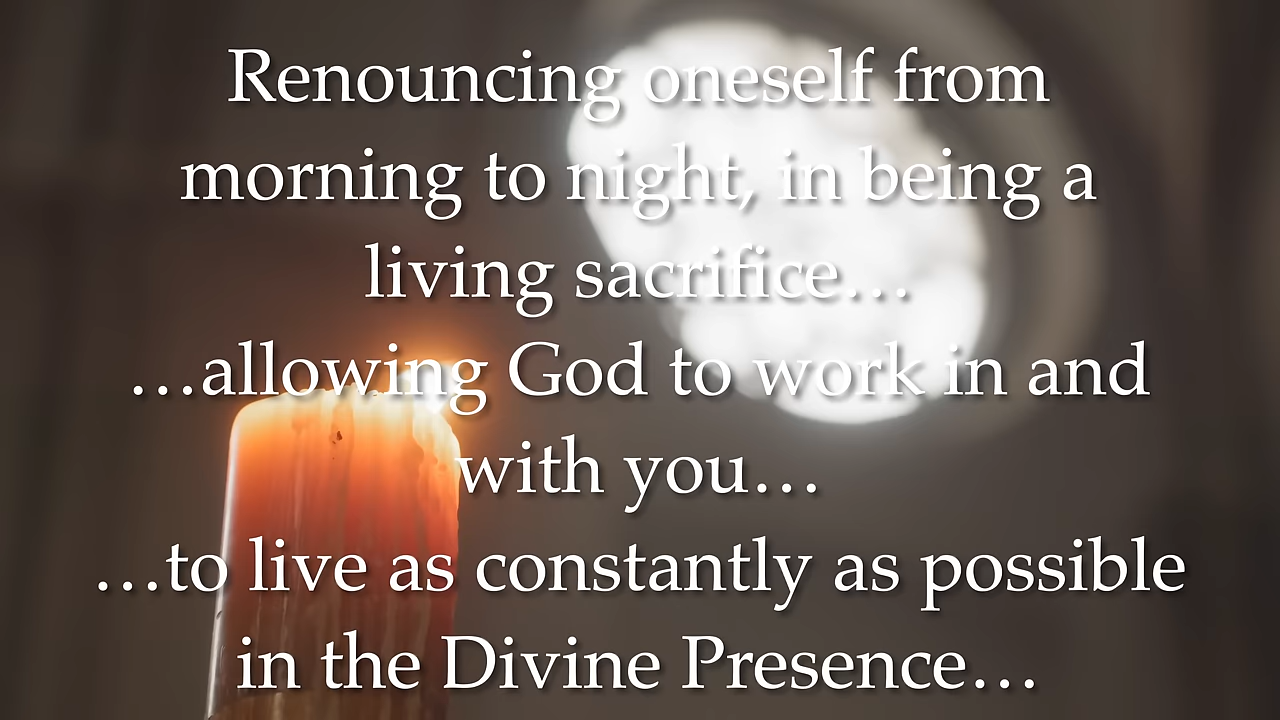 Renouncing oneself from
morning to night, in being a
living sacrifice…
…allowing God to work in and
with you…
…to live as constantly as possible
in the Divine Presence…